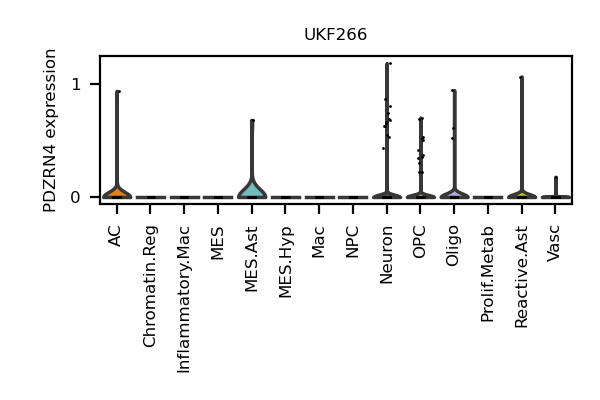 UKF266
PDZRN4 expression
1
0
AC
Chromatin.Reg
Inflammatory.Mac
MES
MES.Ast
MES.Hyp
Mac
NPC
Neuron
OPC
Oligo
Prolif.Metab
Reactive.Ast
Vasc